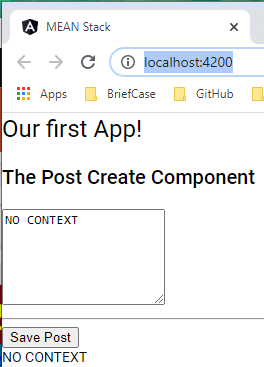 MEAN Stack
localhost:4200
Apps BriefCase GitHub
Our first App!
The Post Create Component
NO CONTEXT
Save Post
NO CONTEXT